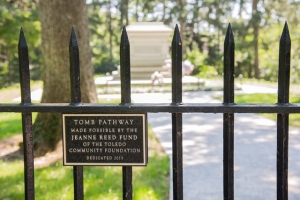 TOMB PATHWAY
MADE POSSIBLE BY THE
JEANNE REED FUND
OF THE TOLEDO
COMMUNITY FOUNDATION
DEDICATED 2013